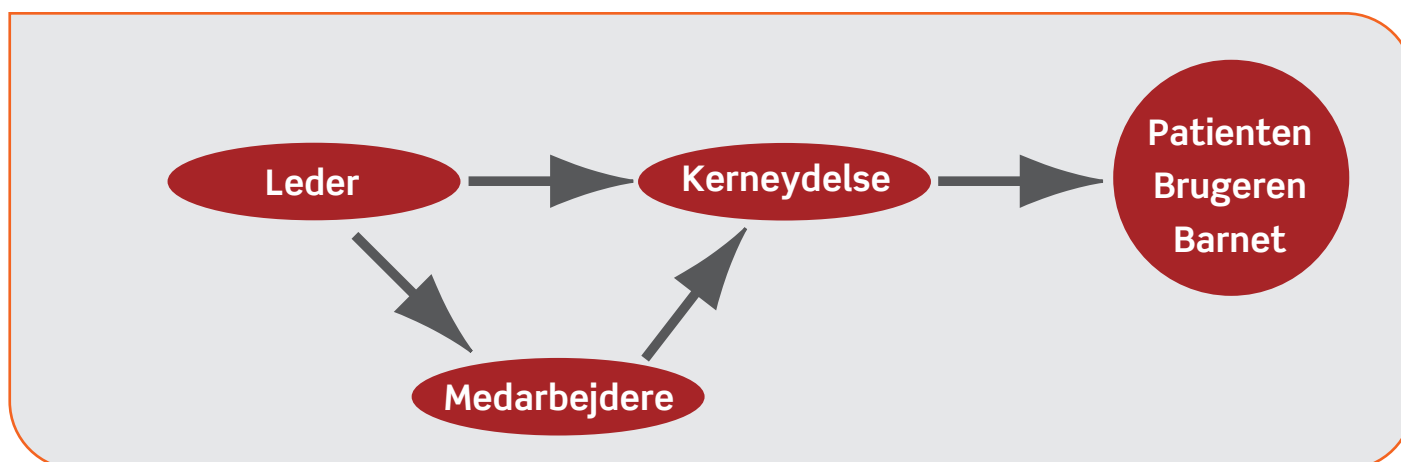 Leder
Kerneydelse
Patienten
Brugeren
Barnet
Medarbejdere